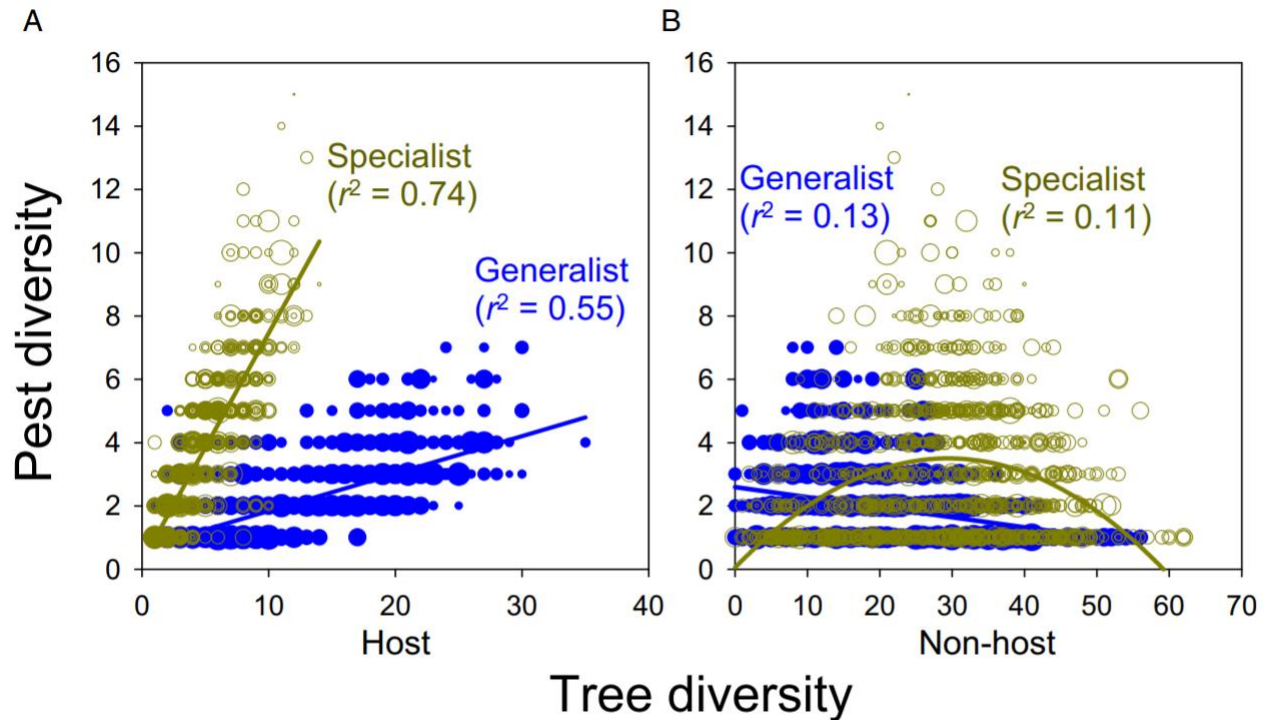 A
B
Pest diversity
16
14
12
10
8
6
4
2
0
Specialist
(r² = 0.74)
Generalist
(r² = 0.55)
0 10 20 30 40
Host
16
14
12
10
8
6
4
2
0
Generalist
(r² = 0.13)
Specialist
(r² = 0.11)
0 10 20 30 40 50 60 70
Non-host
Tree diversity